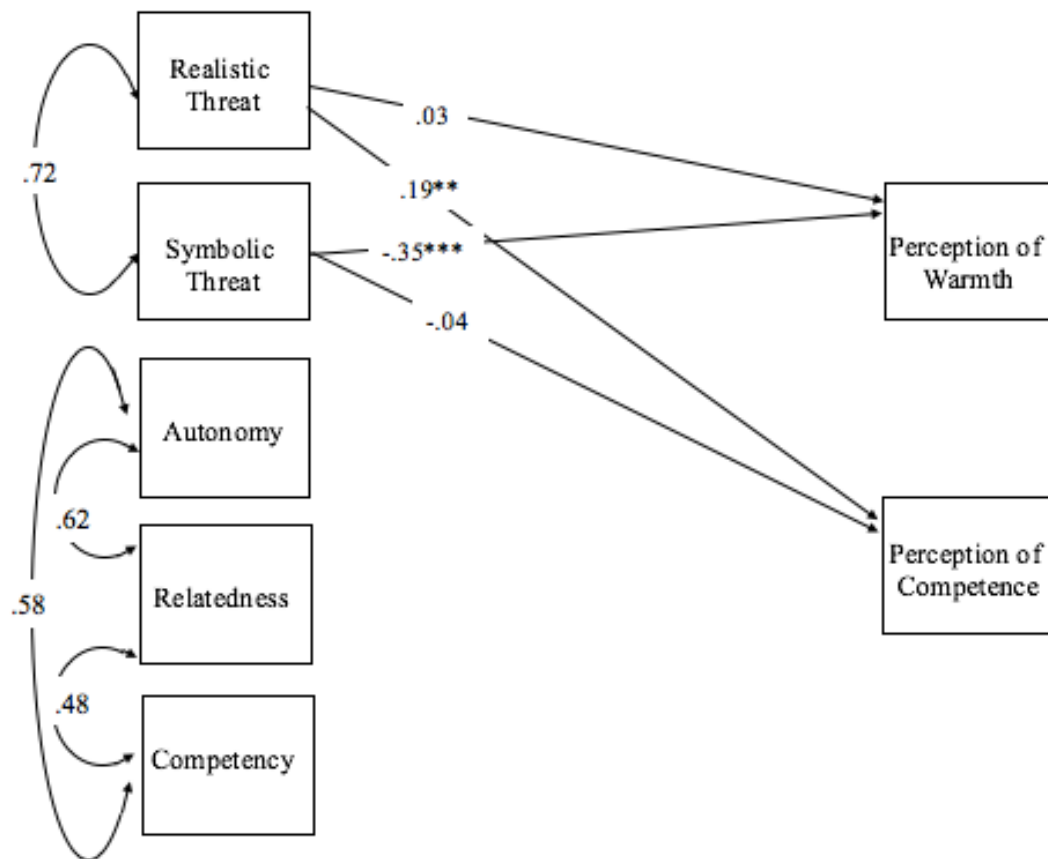 Realistic
Threat
.03
.72
.19**
Symbolic
Threat
-.35***
Perception of
Warmth
-.04
Autonomy
.62
Relatedness
.58
Perception of
Competence
.48
Competency